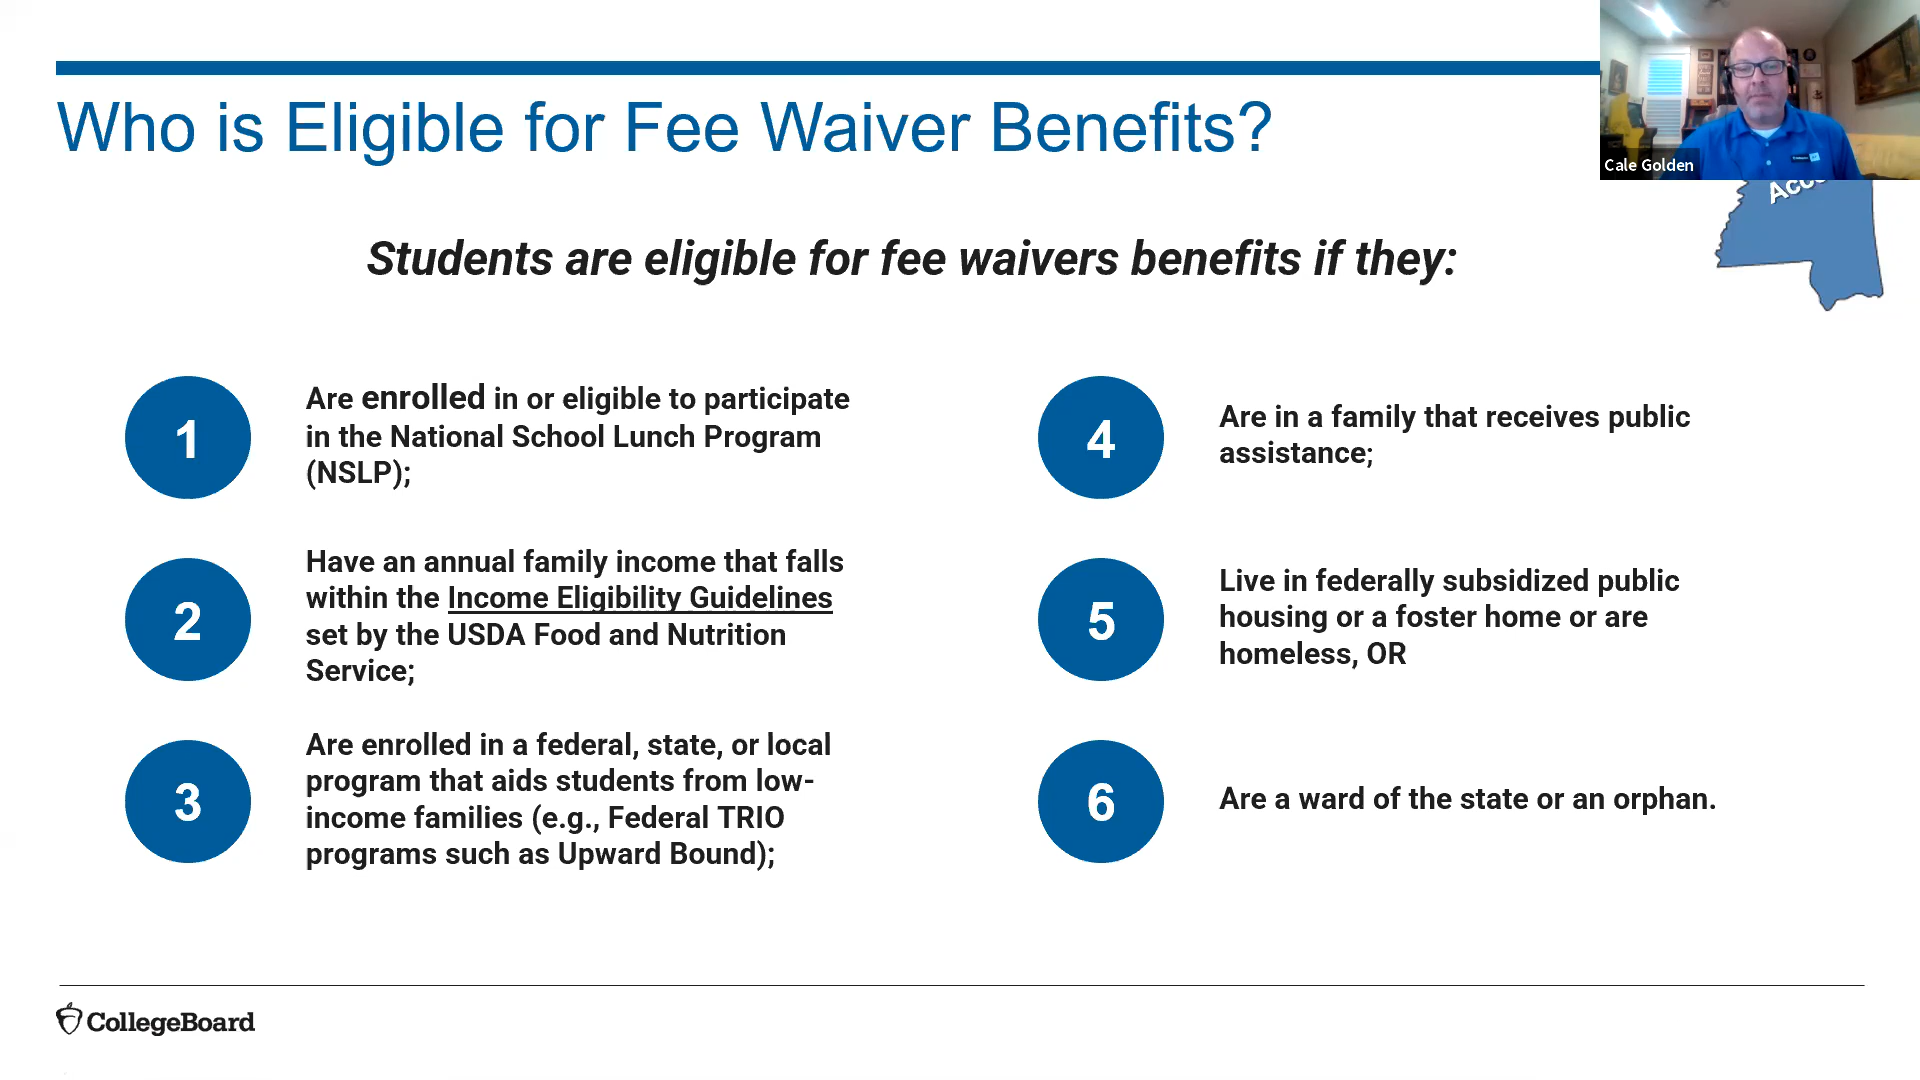 Who is Eligible for Fee Waiver Benefits?
Cale Golden
Students are eligible for fee waivers benefits if they:
1
Are enrolled in or eligible to participate
in the National School Lunch Program
(NSLP);
2
Have an annual family income that falls
within the Income Eligibility Guidelines
set by the USDA Food and Nutrition
Service;
3
Are enrolled in a federal, state, or local
program that aids students from low-
income families (e.g., Federal TRIO
programs such as Upward Bound);
4
Are in a family that receives public
assistance;
5
Live in federally subsidized public
housing or a foster home or are
homeless, OR
6
Are a ward of the state or an orphan.
CollegeBoard